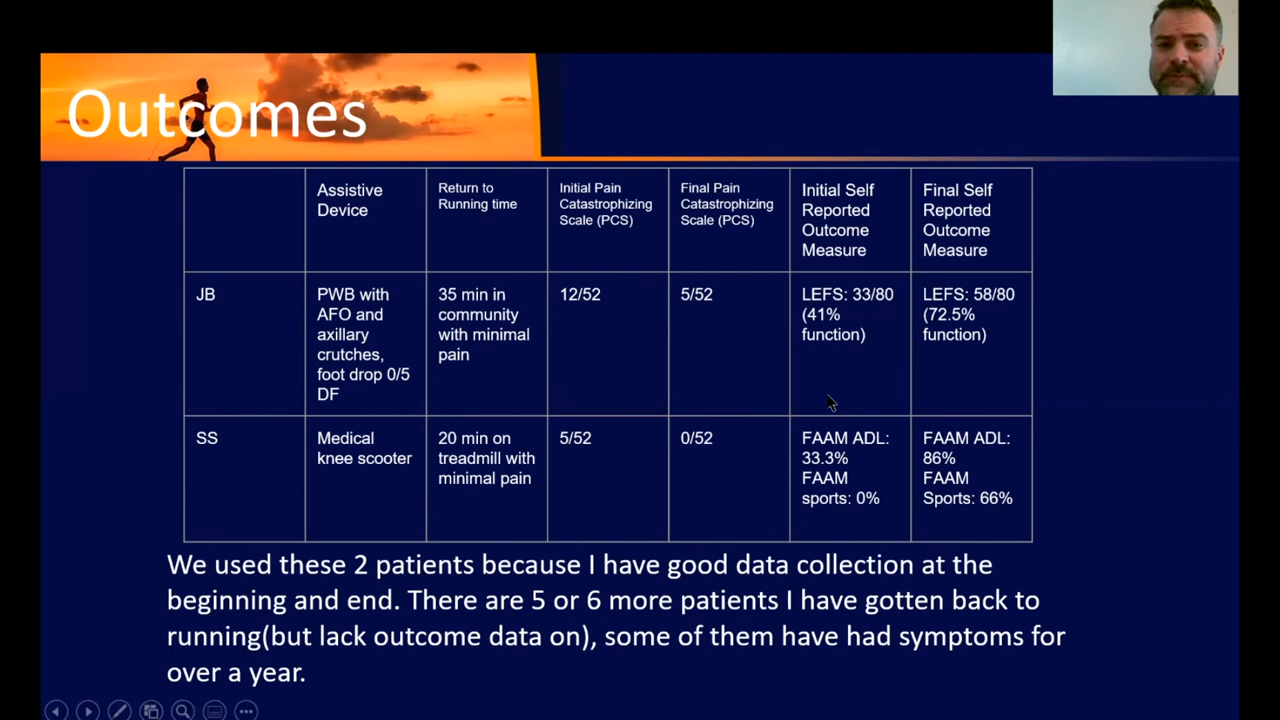 Outcomes
Assistive
Device
Return to
Running time
Initial Pain
Catastrophizing
Scale (PCS)
Final Pain
Catastrophizing
Scale (PCS)
Initial Self
Reported
Outcome
Measure
Final Self
Reported
Outcome
Measure
JB
PWB with
AFO and
axillary
crutches,
foot drop 0/5
DF
35 min in
community
with minimal
pain
12/52
5/52
LEFS: 33/80
(41%
function)
LEFS: 58/80
(72.5%
function)
SS
Medical
knee scooter
20 min on
treadmill with
minimal pain
5/52
0/52
FAAM ADL:
33.3%
FAAM
sports: 0%
FAAM ADL:
86%
FAAM
Sports: 66%
We used these 2 patients because I have good data collection at the
beginning and end. There are 5 or 6 more patients I have gotten back to
running(but lack outcome data on), some of them have had symptoms for
over a year.